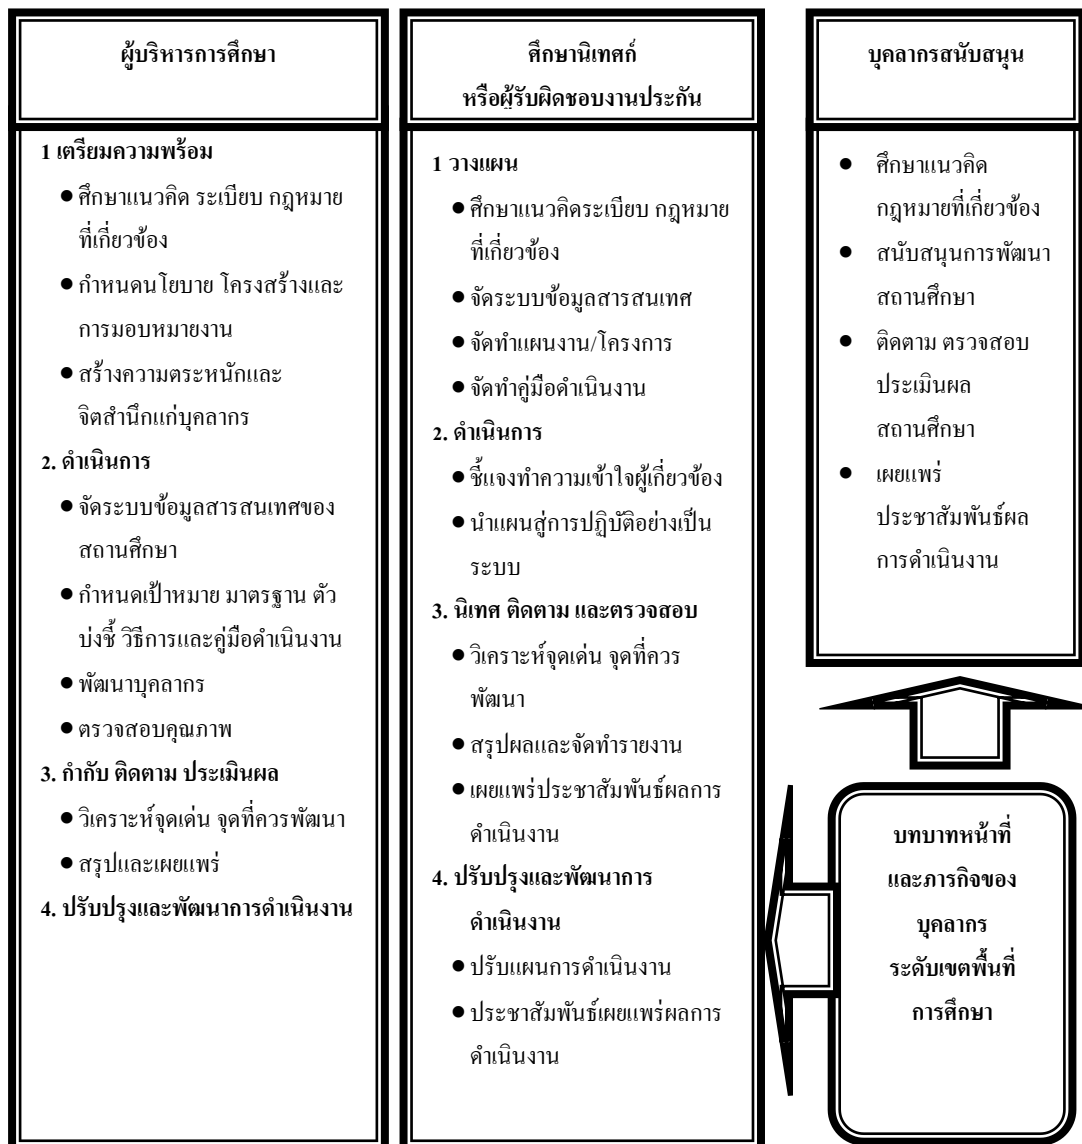 ผู้บริหารการศึกษา
1 เตรียมความพร้อม
● ศึกษาแนวคิด ระเบียบ กฎหมาย
ที่เกี่ยวข้อง
● กำหนดนโยบาย โครงสร้างและ
การมอบหมายงาน
● สร้างความตระหนักและ
จิตสำนึกแก่บุคลากร
2. ดำเนินการ
● จัดระบบข้อมูลสารสนเทศของ
สถานศึกษา
● กำหนดเป้าหมาย มาตรฐาน ตัว
บ่งชี้ วิธีการและคู่มือดำเนินงาน
● พัฒนาบุคลากร
● ตรวจสอบคุณภาพ
3. กำกับ ติดตาม ประเมินผล
● วิเคราะห์จุดเด่น จุดที่ควรพัฒนา
● สรุปและเผยแพร่
4. ปรับปรุงและพัฒนาการดำเนินงาน
ศึกษานิเทศก์
หรือผู้รับผิดชอบงานประกัน
1 วางแผน
● ศึกษาแนวคิดระเบียบ กฎหมาย
ที่เกี่ยวข้อง
● จัดระบบข้อมูลสารสนเทศ
● จัดทำแผนงาน/โครงการ
● จัดทำคู่มือดำเนินงาน
2. ดำเนินการ
● ชี้แจงทำความเข้าใจผู้เกี่ยวข้อง
● นำแผนสู่การปฏิบัติอย่างเป็น
ระบบ
3. นิเทศ ติดตาม และตรวจสอบ
● วิเคราะห์จุดเด่น จุดที่ควร
พัฒนา
● สรุปผลและจัดทำรายงาน
● เผยแพร่ประชาสัมพันธ์ผลการ
ดำเนินงาน
4. ปรับปรุงและพัฒนาการ
ดำเนินงาน
● ปรับแผนการดำเนินงาน
● ประชาสัมพันธ์เผยแพร่ผลการ
ดำเนินงาน
บุคลากรสนับสนุน
● ศึกษาแนวคิด
กฎหมายที่เกี่ยวข้อง
● สนับสนุนการพัฒนา
สถานศึกษา
● ติดตาม ตรวจสอบ
ประเมินผล
สถานศึกษา
● เผยแพร่
ประชาสัมพันธ์ผล
การดำเนินงาน
บทบาทหน้าที่
และภารกิจของ
บุคลากร
ระดับเขตพื้นที่
การศึกษา